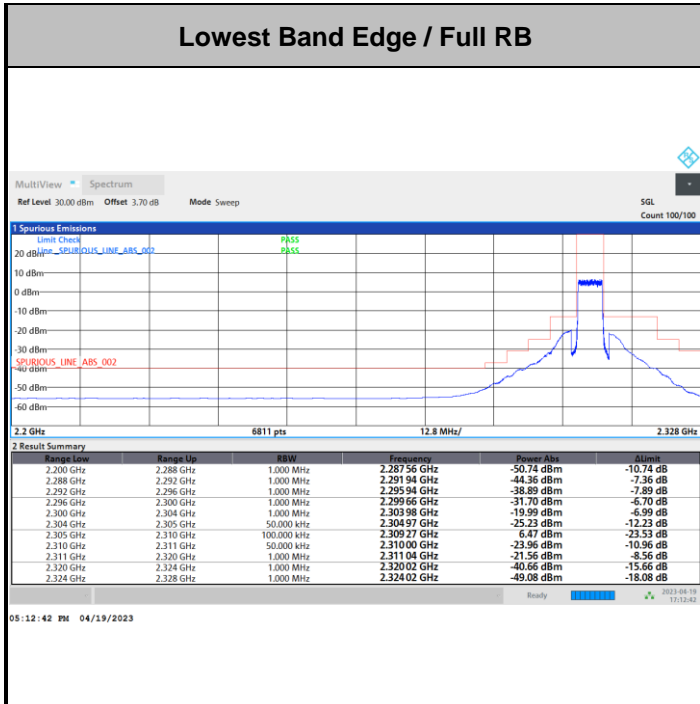 Lowest Band Edge / Full RB
MultiView Spectrum
Ref Level 30.00 dBm Offset 3.70 dB Mode Sweep SGL
Count 100/100
1 Spurious Emissions
Limit Check PASS
Line _SPURIOUS_LINE_ABS_002 PASS
20 dBm
10 dBm
0 dBm
-10 dBm
-20 dBm
-30 dBm
SPURIOUS_LINE_ABS_002
-40 dBm
-50 dBm
-60 dBm
2.2 GHz 6811 pts 12.8 MHz/ 2.328 GHz
2 Result Summary
Range Low Range Up RBW Frequency Power Abs ΔLimit
2.200 GHz 2.288 GHz 1.000 MHz 2.287 56 GHz -50.74 dBm -10.74 dB
2.288 GHz 2.292 GHz 1.000 MHz 2.291 94 GHz -44.36 dBm -7.36 dB
2.292 GHz 2.296 GHz 1.000 MHz 2.295 94 GHz -38.89 dBm -7.89 dB
2.296 GHz 2.300 GHz 1.000 MHz 2.299 66 GHz -31.70 dBm -6.70 dB
2.300 GHz 2.304 GHz 1.000 MHz 2.303 98 GHz -19.99 dBm -6.99 dB
2.304 GHz 2.305 GHz 50.000 kHz 2.304 97 GHz -25.23 dBm -12.23 dB
2.305 GHz 2.310 GHz 100.000 kHz 2.309 27 GHz 6.47 dBm -23.53 dB
2.310 GHz 2.311 GHz 50.000 kHz 2.310 00 GHz -23.96 dBm -10.96 dB
2.311 GHz 2.320 GHz 1.000 MHz 2.311 04 GHz -21.56 dBm -8.56 dB
2.320 GHz 2.324 GHz 1.000 MHz 2.320 02 GHz -40.66 dBm -15.66 dB
2.324 GHz 2.328 GHz 1.000 MHz 2.324 02 GHz -49.08 dBm -18.08 dB
Ready 2023-04-19
17:12:42
05:12:42 PM 04/19/2023